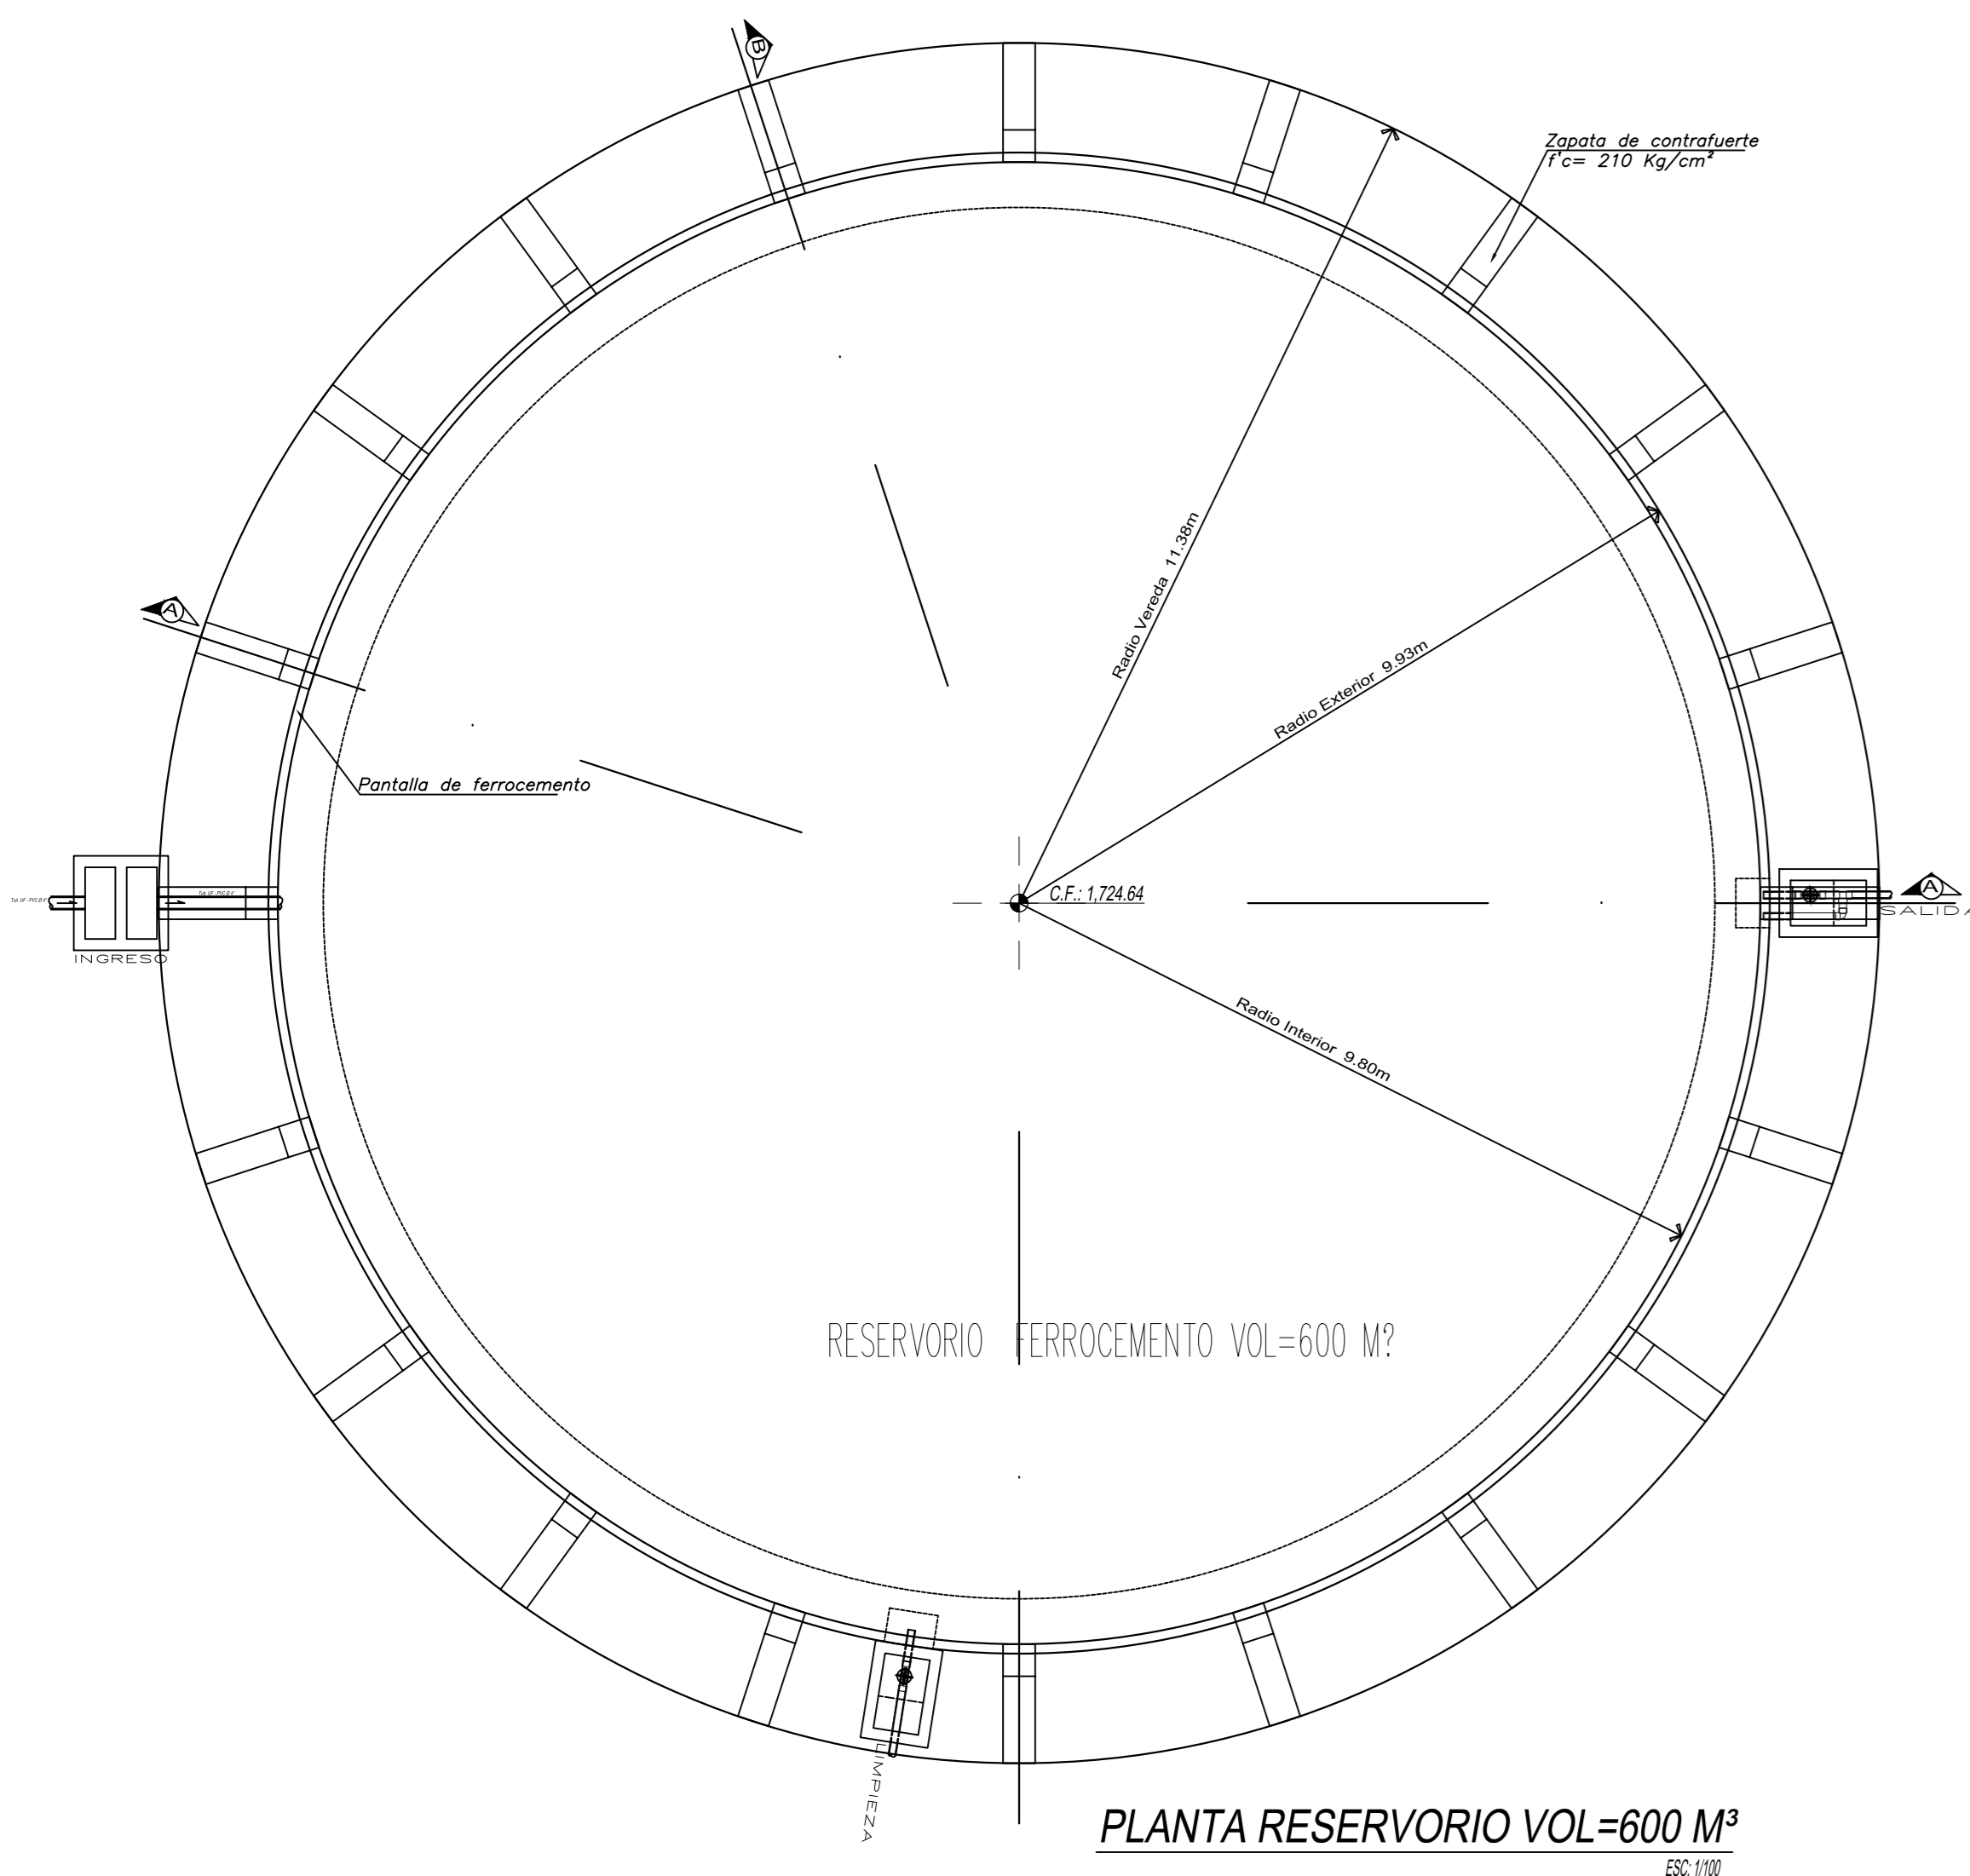 B
Zapata de contrafuerte
f'c= 210 Kg/cm²
Radio Vereda 11.38m
Radio Exterior 9.93m
A
Pantalla de ferrocemento
C.F.: 1,724.64
A
SALIDA
INGRESO
Radio Interior 9.80m
RESERVORIO FERROCEMENTO VOL=600 M?
LIMPIEZA
PLANTA RESERVORIO VOL=600 M³
ESC: 1/100